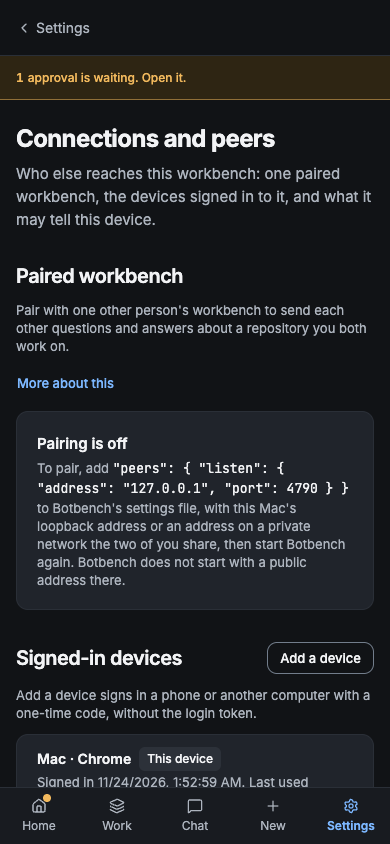 Settings
1 approval is waiting. Open it.
Connections and peers
Who else reaches this workbench: one paired
workbench, the devices signed in to it, and what it
may tell this device.
Paired workbench
Pair with one other person's workbench to send each
other questions and answers about a repository you both
work on.
More about this
Pairing is off
To pair, add "peers": { "listen": {
"address": "127.0.0.1", "port": 4790 } }
to Botbench's settings file, with this Mac's
loopback address or an address on a private
network the two of you share, then start Botbench
again. Botbench does not start with a public
address there.
Signed-in devices
Add a device
Add a device signs in a phone or another computer with a
one-time code, without the login token.
Mac · Chrome
This device
Signed in 11/24/2026, 1:52:59 AM. Last used
Home
Work
Chat
New
Settings